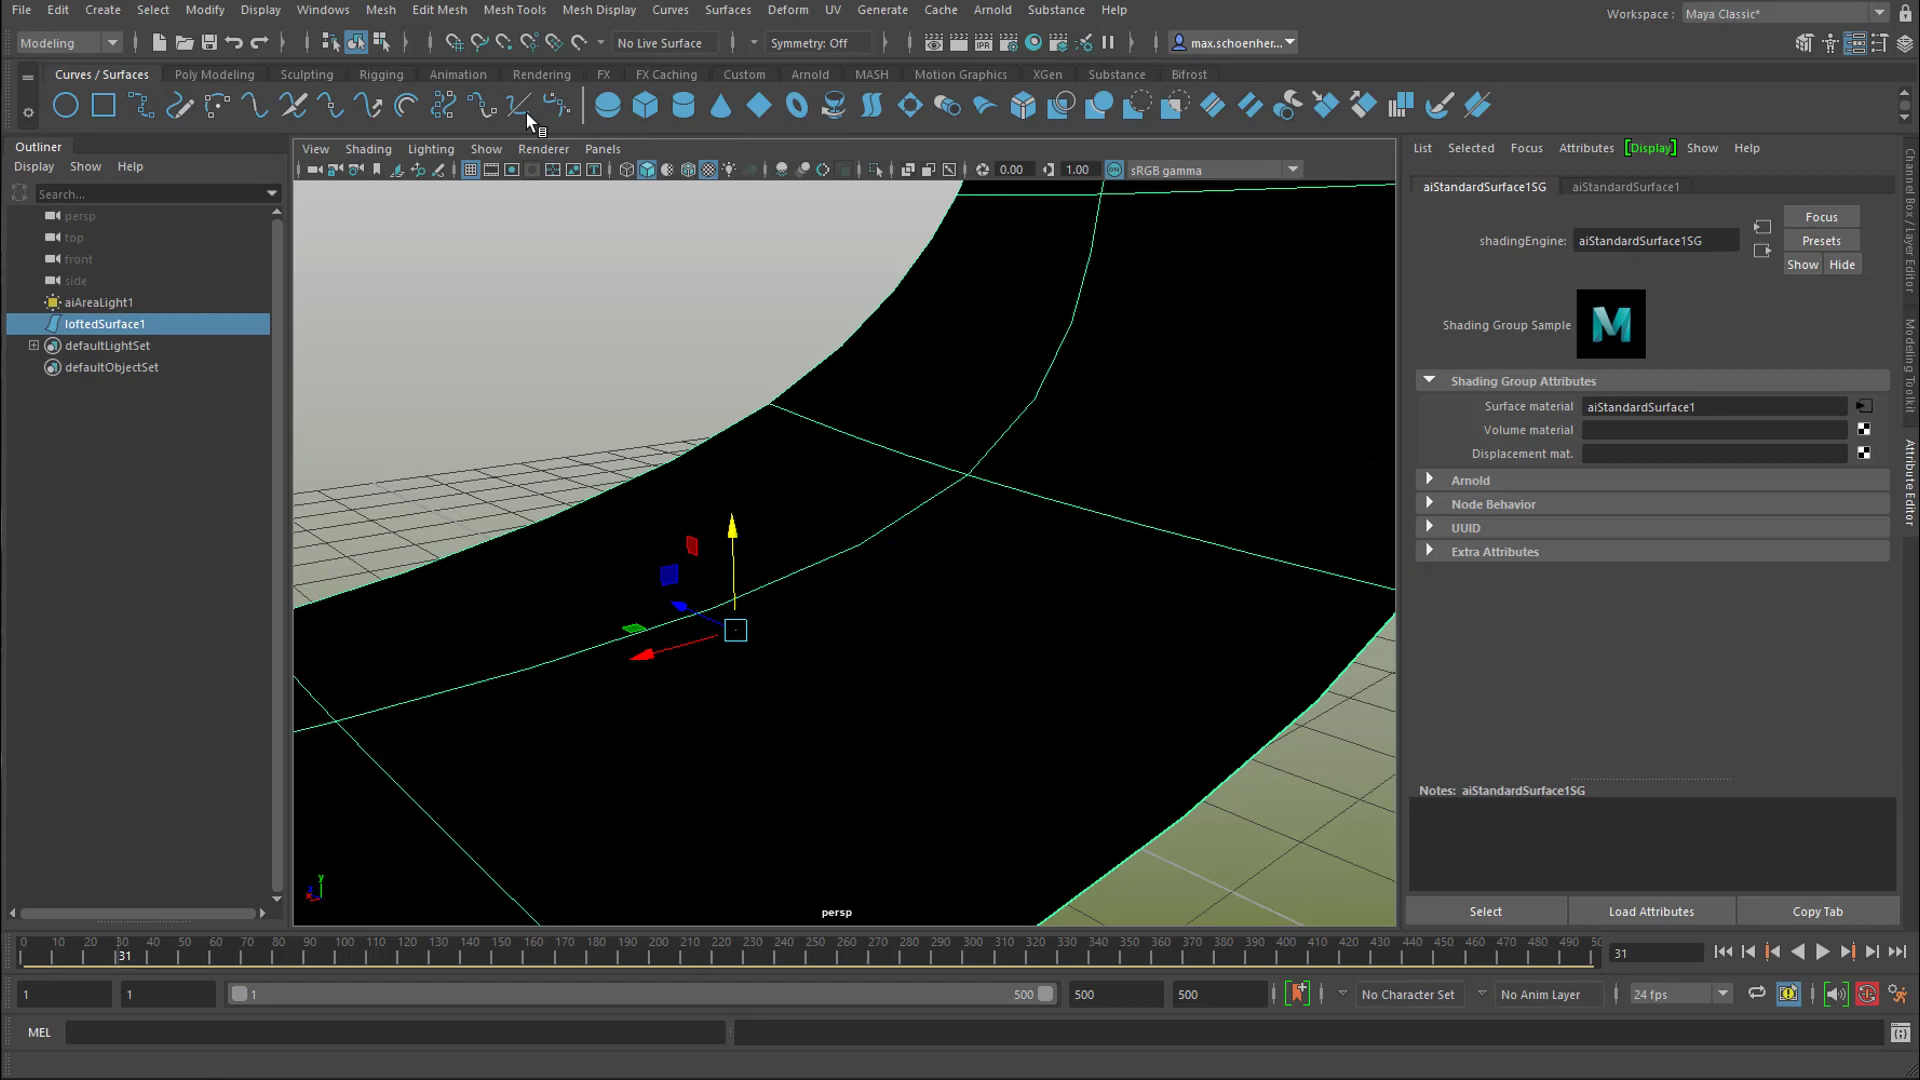 File Edit Create Select Modify Display Windows Mesh Edit Mesh Mesh Tools Mesh Display Curves Surfaces Deform UV Generate Cache Arnold Substance Help
Workspace : Maya Classic*
Modeling
No Live Surface
Symmetry: Off
max.schoenher...
Curves / Surfaces Poly Modeling Sculpting Rigging Animation Rendering FX FX Caching Custom Arnold MASH Motion Graphics XGen Substance Bifrost
Outliner
Display Show Help
Search...
persp
top
front
side
aiAreaLight1
loftedSurface1
defaultLightSet
defaultObjectSet
View Shading Lighting Show Renderer Panels
0.00 1.00 sRGB gamma
persp
y
List Selected Focus Attributes [Display] Show Help
aiStandardSurface1SG aiStandardSurface1
shadingEngine: aiStandardSurface1SG
Focus
Presets
Show Hide
Shading Group Sample
M
Shading Group Attributes
Surface material aiStandardSurface1
Volume material
Displacement mat.
Arnold
Node Behavior
UUID
Extra Attributes
Notes: aiStandardSurface1SG
Select Load Attributes Copy Tab
Channel Box / Layer Editor
Modeling Toolkit
Attribute Editor
0 10 20 30 40 50 60 70 80 90 100 110 120 130 140 150 160 170 180 190 200 210 220 230 240 250 260 270 280 290 300 310 320 330 340 350 360 370 380 390 400 410 420 430 440 450 460 470 480 490 50
31
31
1 1 1 500 500 500 No Character Set No Anim Layer 24 fps
MEL